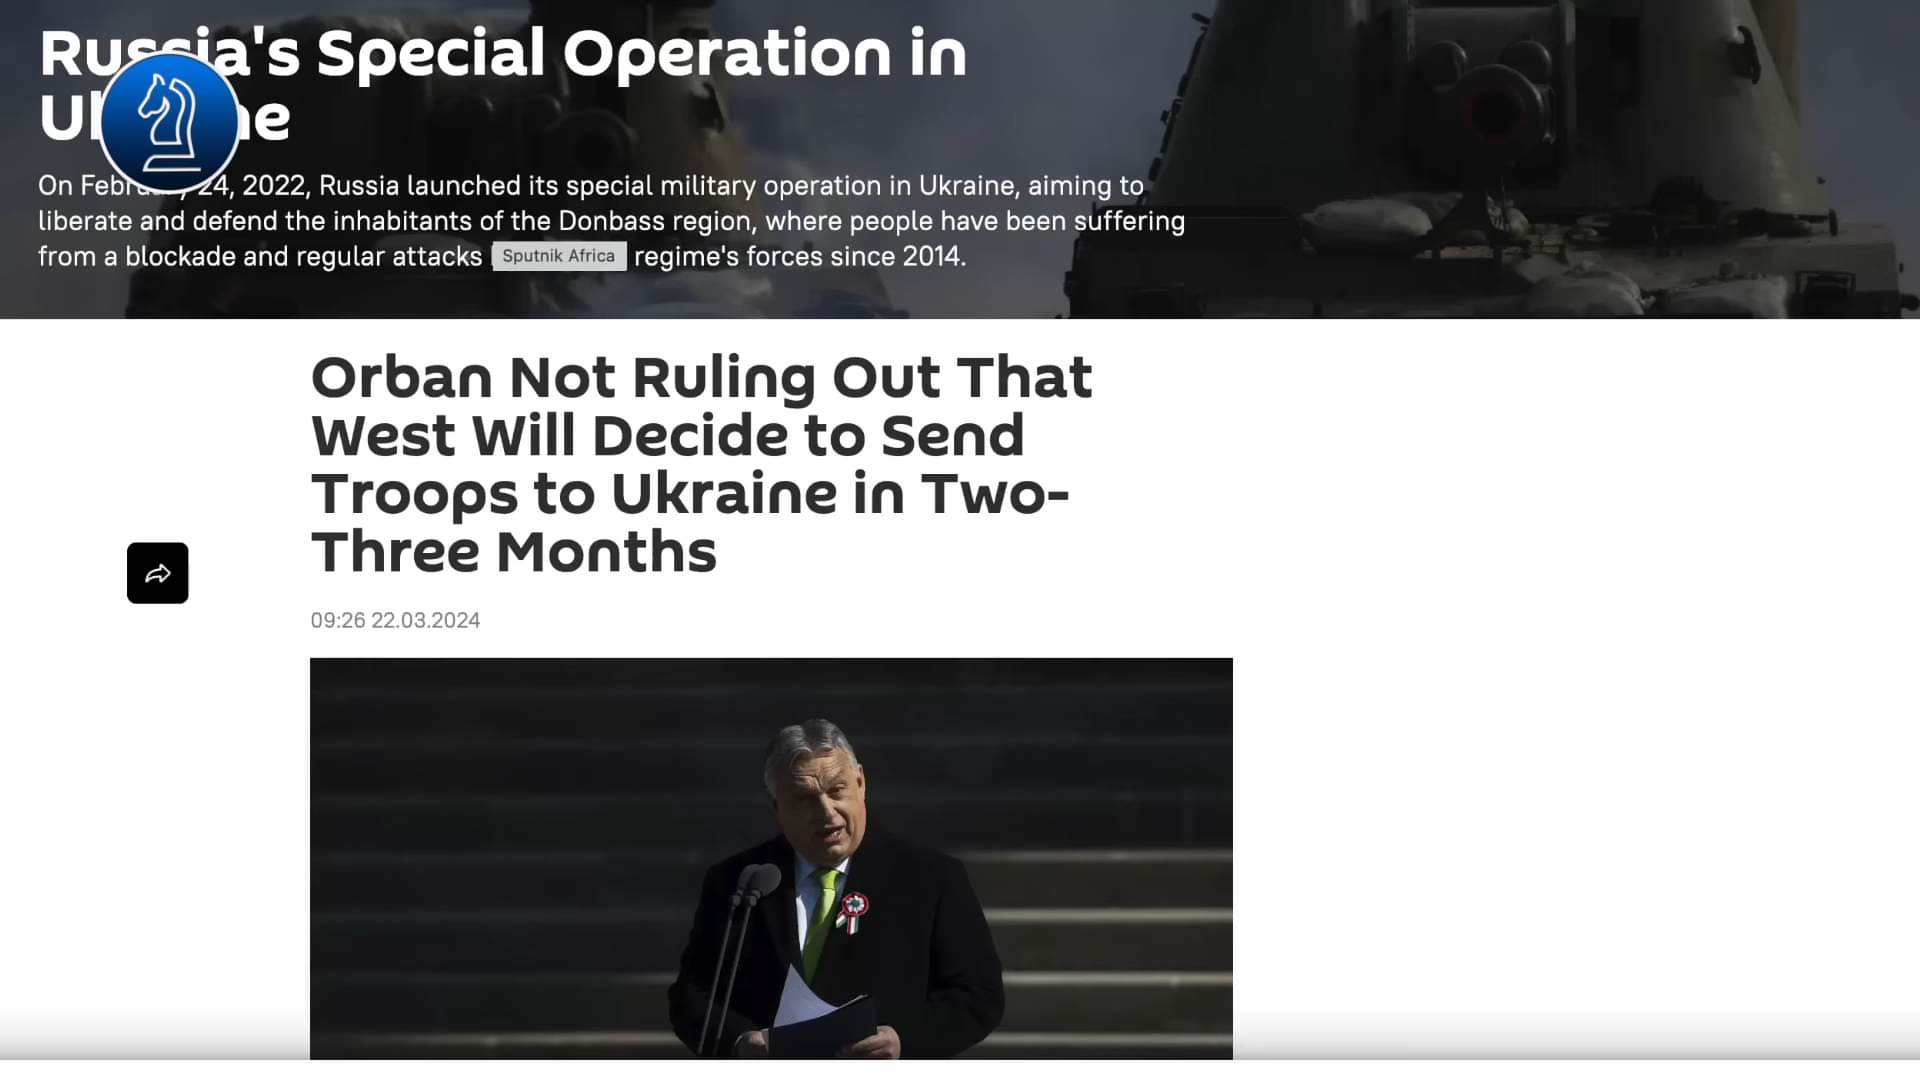 Russia's Special Operation in
On 24, 2022, Russia launched its special military operation in Ukraine, aiming to
liberate and defend the inhabitants of the Donbass region, where people have been suffering
from a blockade and regular attacks Sputnik Africa regime's forces since 2014.
Orban Not Ruling Out That
West Will Decide to Send
Troops to Ukraine in Two-
Three Months
09:26 22.03.2024